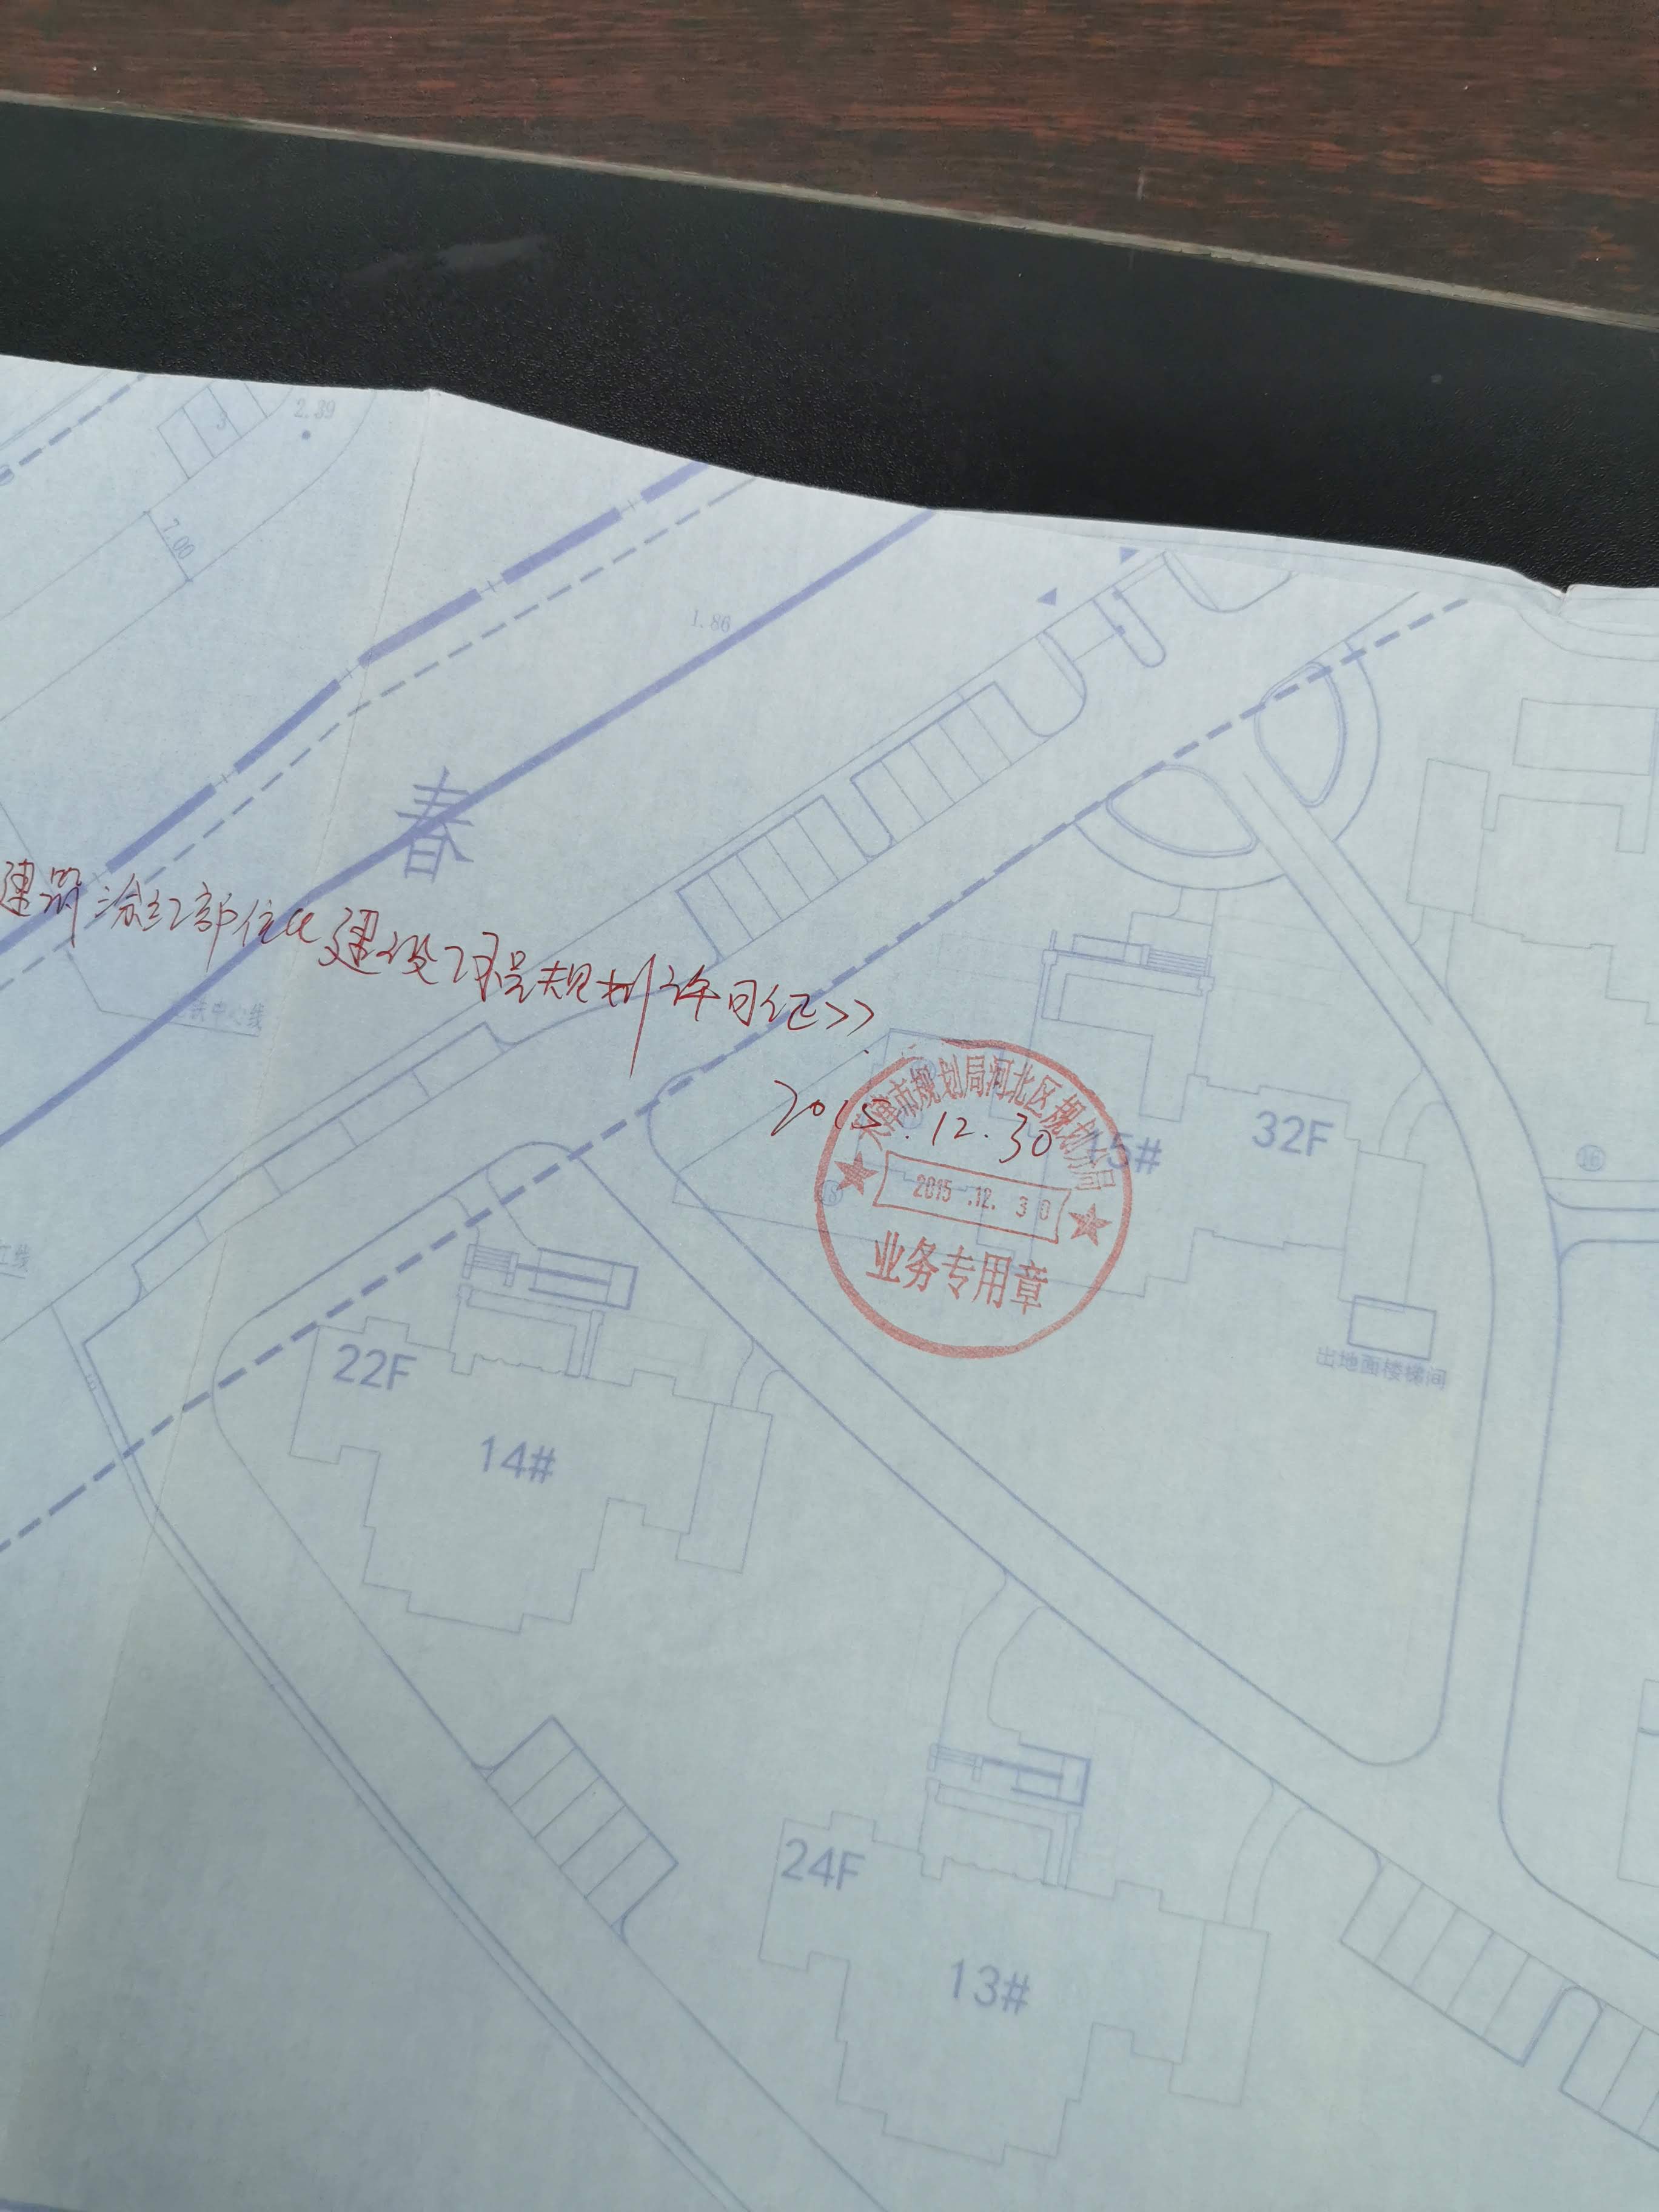 3
2.39
7.00
1.86
春
建筑涂红部位《建设工程规划许可证》
铁中心线
2015.12.30
天津市规划局河北区规划分局
2015.12.30
业务专用章
15#
32F
16
18
红线
出地面楼梯间
22F
14#
24F
13#